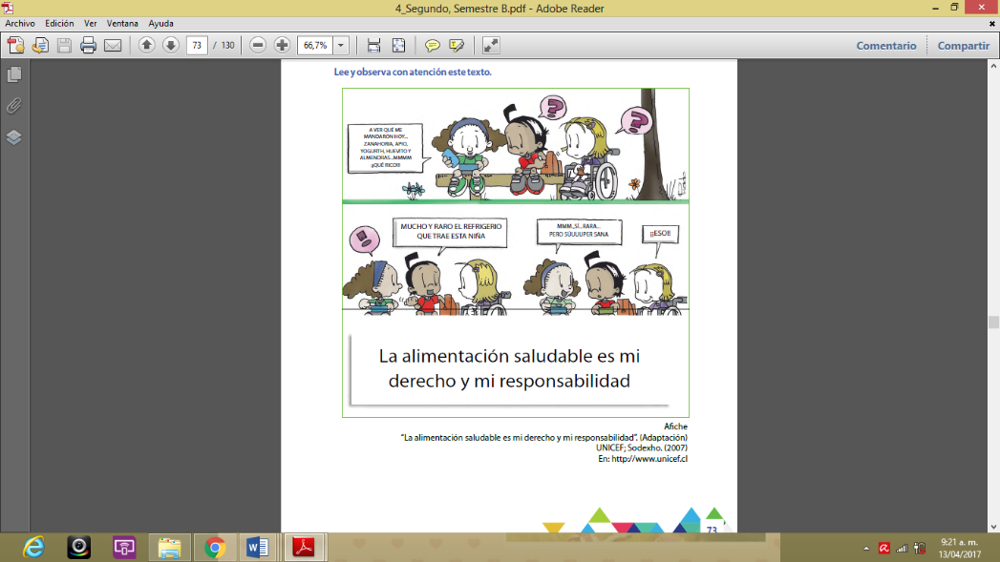 4_Segundo, Semestre B.pdf - Adobe Reader
Archivo Edición Ver Ventana Ayuda
73 / 130 66,7% Comentario Compartir
Lee y observa con atención este texto.
A VER QUÉ ME
MANDARON HOY...
ZANAHORIA, APIO,
YOGURTH, HUEVITO Y
ALMENDRAS...MMMM
¡¡QUÉ RICO!!
?
?
MUCHO Y RARO EL REFRIGERIO
QUE TRAE ESTA NIÑA
MMM..SÍ...RARA...
PERO SÚUUUPER SANA
¡¡ESO!!
La alimentación saludable es mi
derecho y mi responsabilidad
Afiche
“La alimentación saludable es mi derecho y mi responsabilidad”. (Adaptación)
UNICEF; Sodexho. (2007)
En: http://www.unicef.cl
73
9:21 a. m.
13/04/2017